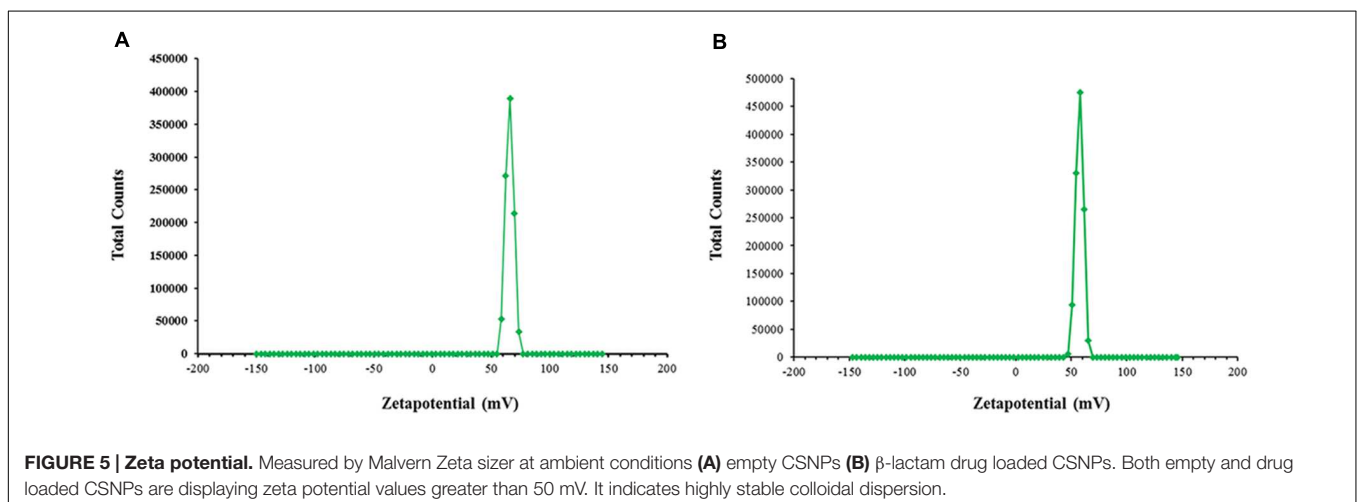 A
450000
400000
350000
300000
250000
200000
150000
100000
50000
0
-200 -150 -100 -50 0 50 100 150 200
Total Counts
Zetapotential (mV)
B
500000
450000
400000
350000
300000
250000
200000
150000
100000
50000
0
-200 -150 -100 -50 0 50 100 150 200
Total Counts
Zetapotential (mV)
FIGURE 5 | Zeta potential. Measured by Malvern Zeta sizer at ambient conditions (A) empty CSNPs (B) β-lactam drug loaded CSNPs. Both empty and drug
loaded CSNPs are displaying zeta potential values greater than 50 mV. It indicates highly stable colloidal dispersion.